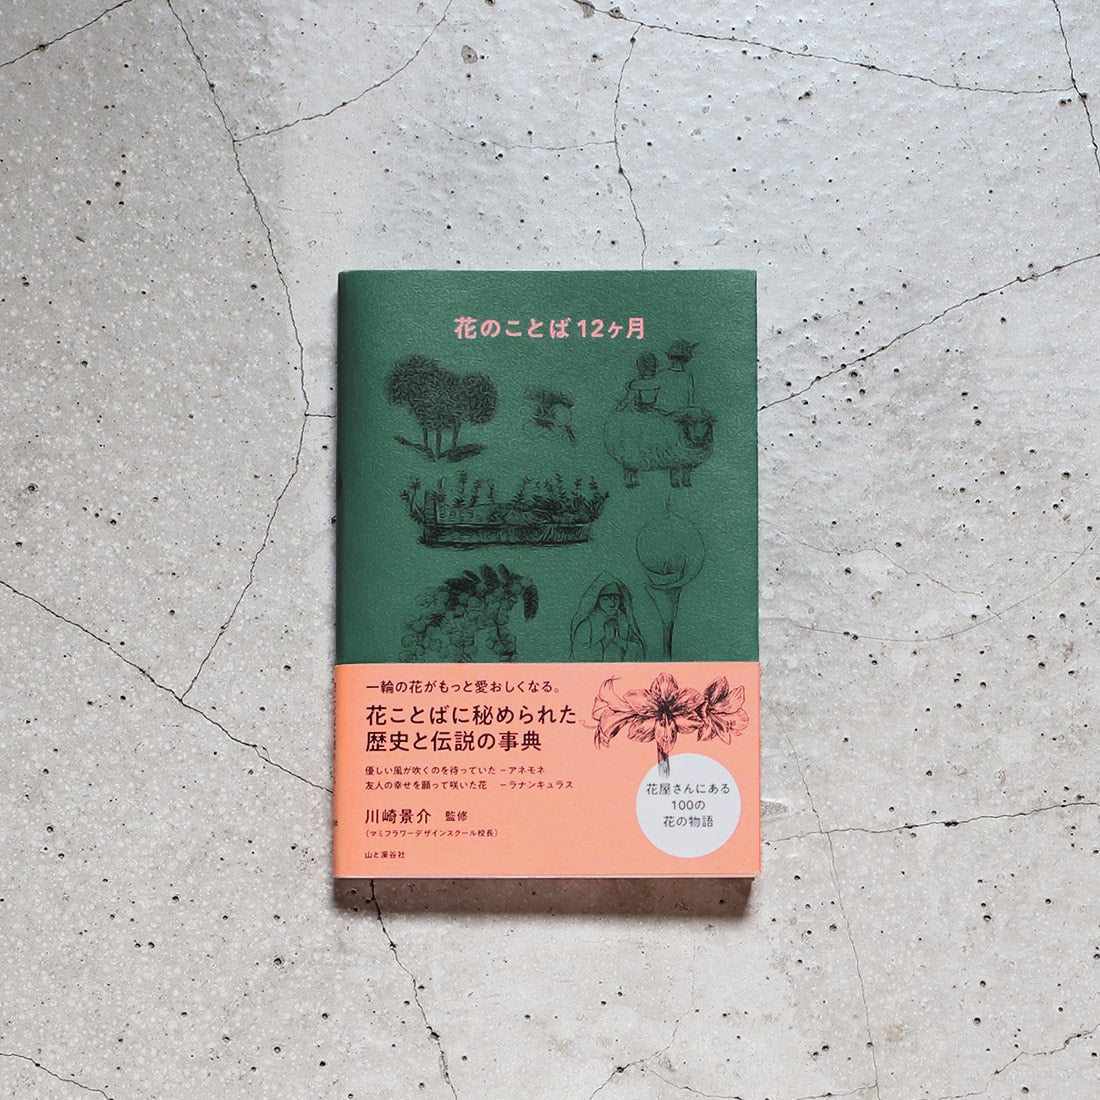 花のことば12ヶ月
一輪の花がもっと愛おしくなる。
花ことばに秘められた
歴史と伝説の事典
優しい風が吹くのを待っていた－アネモネ
友人の幸せを願って咲いた花　－ラナンキュラス
川崎景介　監修
（マミフラワーデザインスクール校長）
山と溪谷社
花屋さんにある
100の
花の物語